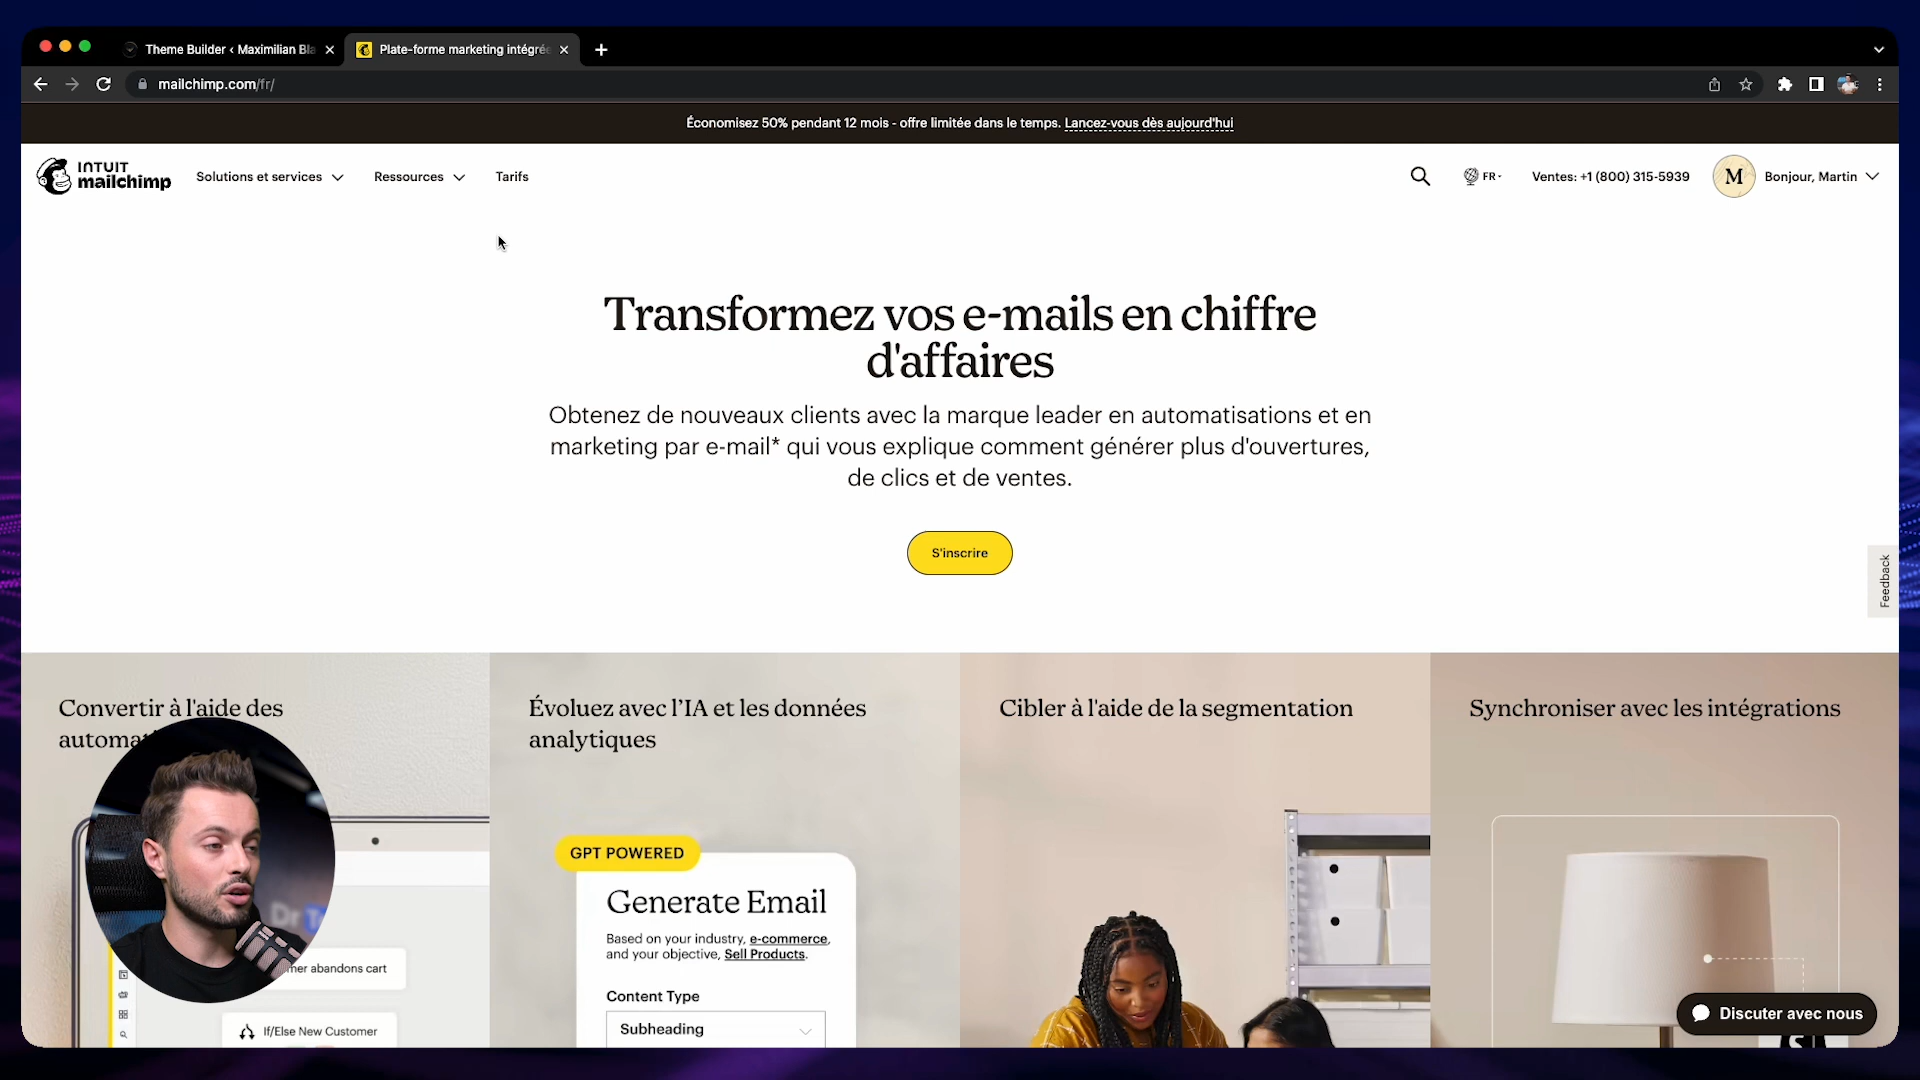 Theme Builder ‹ Maximilian Bla
Plate-forme marketing intégrée
mailchimp.com/fr/
Économisez 50% pendant 12 mois - offre limitée dans le temps. Lancez-vous dès aujourd'hui
INTUIT
mailchimp
Solutions et services
Ressources
Tarifs
FR
Ventes: +1 (800) 315-5939
M
Bonjour, Martin
Transformez vos e-mails en chiffre
d'affaires
Obtenez de nouveaux clients avec la marque leader en automatisations et en
marketing par e-mail* qui vous explique comment générer plus d'ouvertures,
de clics et de ventes.
S'inscrire
Feedback
Convertir à l'aide des
Évoluez avec l'IA et les données
analytiques
Cibler à l'aide de la segmentation
Synchroniser avec les intégrations
GPT POWERED
Generate Email
Based on your industry, e-commerce,
and your objective, Sell Products.
Content Type
Subheading
abandons cart
If/Else New Customer
Discuter avec nous